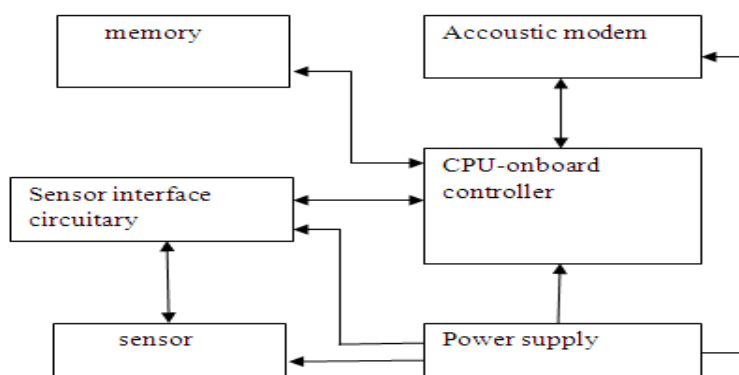 memory
Accoustic modem
CPU-onboard
controller
Sensor interface
circuitary
sensor
Power supply